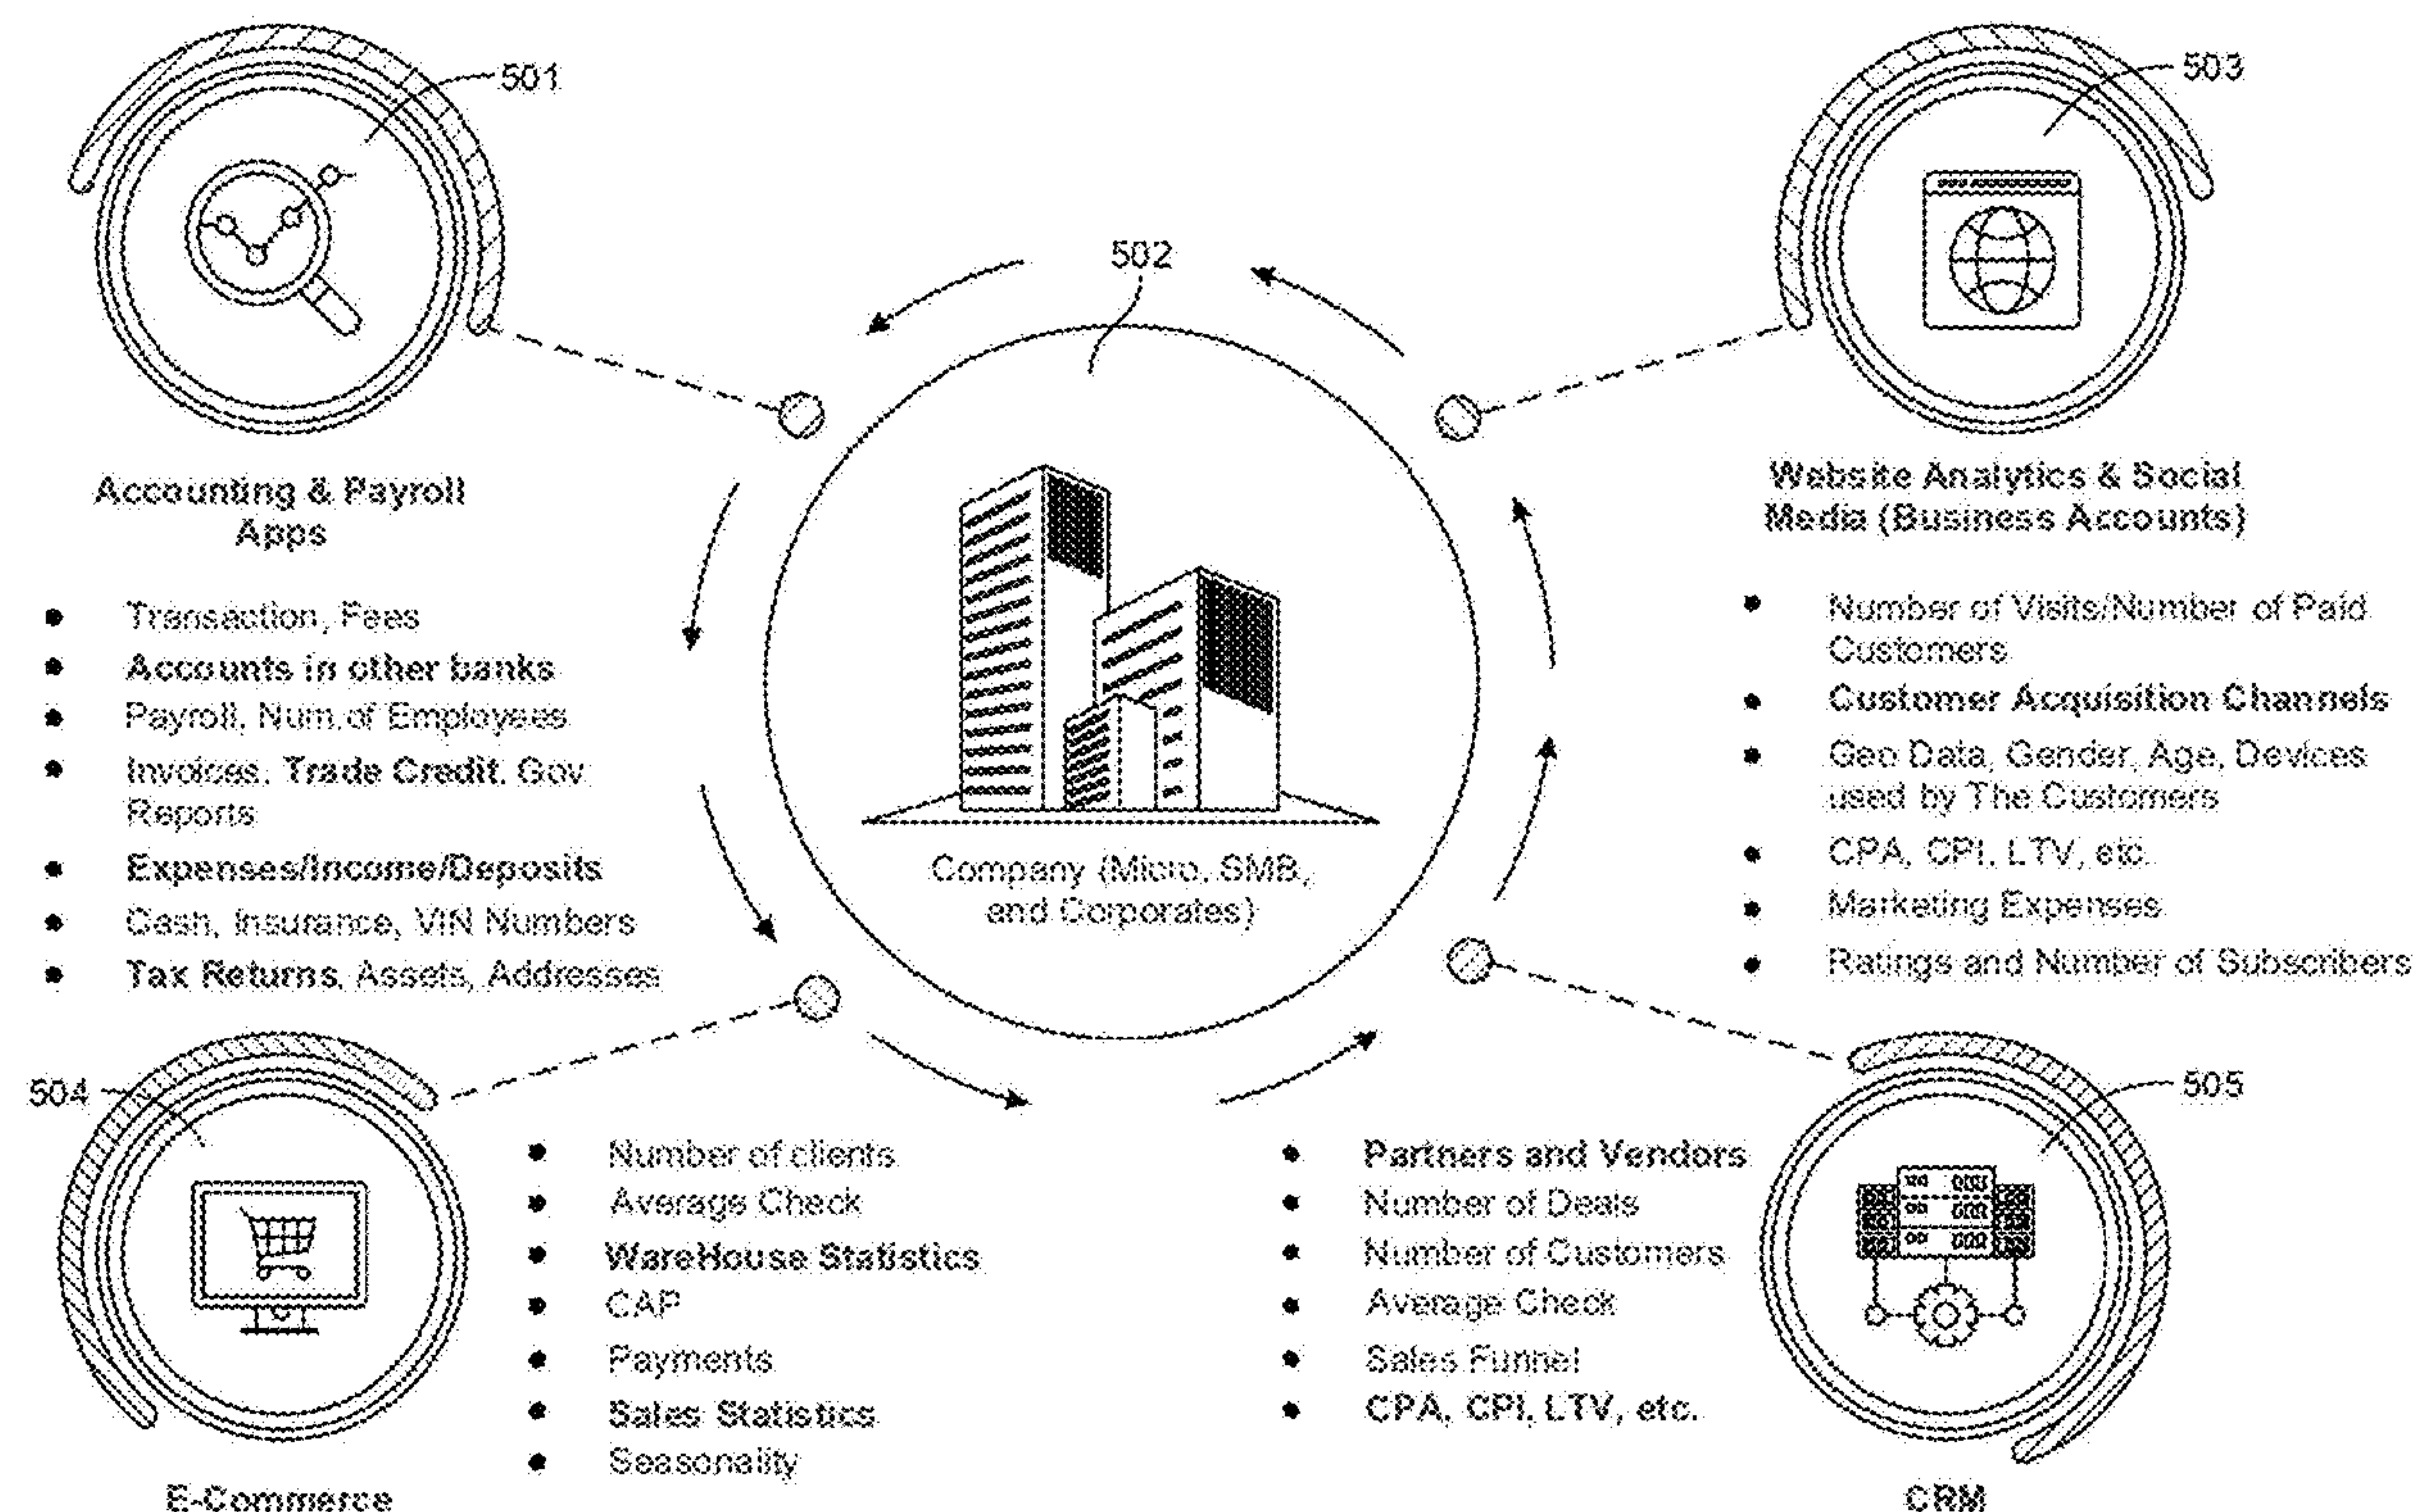 501
Accounting & Payroll
Apps
Transaction, Fees
Accounts in other banks
Payroll, Num.of Employees
Invoices. Trade Credit. Gov
Reports
Expenses/Income/Deposits
Cash, Insurance, VIN Numbers
Tax Returns, Assets, Addresses
502
Company (Micro, SMB,
and Corporates)
503
Website Analytics & Social
Media (Business Accounts)
Number of Visits/Number of Paid
Customers
Customer Acquisition Channels
Geo Data, Gender, Age, Devices
used by The Customers
CPA, CPI, LTV, etc.
Marketing Expenses
Ratings and Number of Subscribers
504
E-Commerce
Number of clients
Average Check
WareHouse Statistics
CAP
Payments
Sales Statistics
Seasonality
Partners and Vendors
Number of Deals
Number of Customers
Average Check
Sales Funnel
CPA, CPI, LTV, etc.
505
CRM